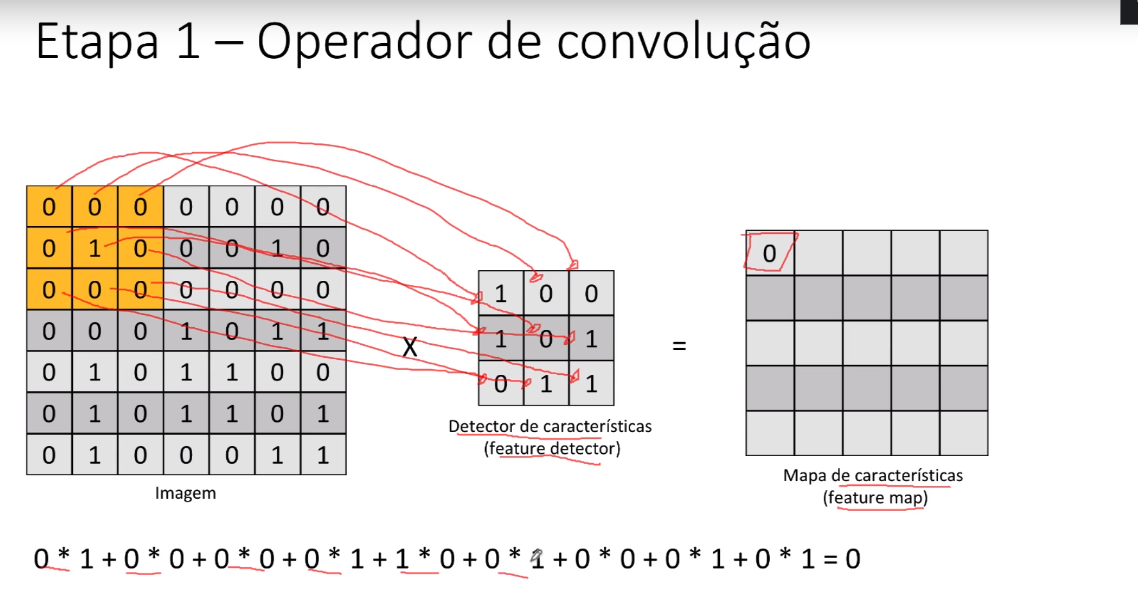 Etapa 1 – Operador de convolução
0 0 0 0 0 0 0
0 1 0 0 0 1 0
0 0 0 0 0 0 0
0 0 0 1 0 1 1
0 1 0 1 1 0 0
0 1 0 1 1 0 1
0 1 0 0 0 1 1
Imagem
X
1 0 0
1 0 1
0 1 1
Detector de características
(feature detector)
=
0
Mapa de características
(feature map)
0 * 1 + 0 * 0 + 0 * 0 + 0 * 1 + 1 * 0 + 0 * 1 + 0 * 0 + 0 * 1 + 0 * 1 = 0